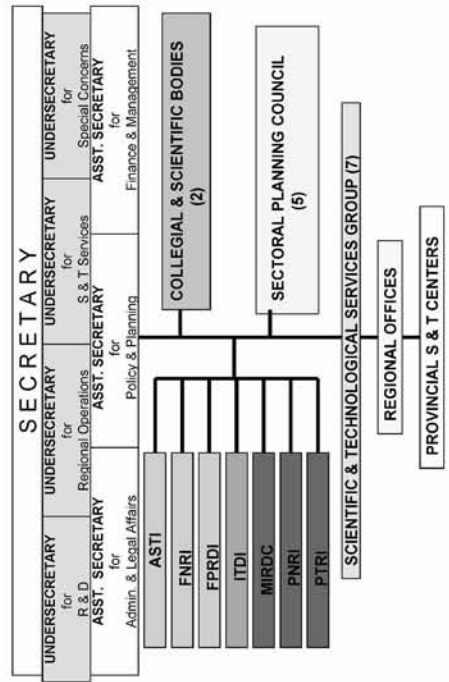 SECRETARY
UNDERSECRETARY
for
R & D
UNDERSECRETARY
for
Regional Operations
UNDERSECRETARY
for
S & T Services
UNDERSECRETARY
for
Special Concerns
ASST. SECRETARY
for
Admin. & Legal Affairs
ASST. SECRETARY
for
Policy & Planning
ASST. SECRETARY
for
Finance & Management
ASTI
FNRI
FPRDI
ITDI
MIRDC
PNRI
PTRI
COLLEGIAL & SCIENTIFIC BODIES
(2)
SECTORAL PLANNING COUNCIL
(5)
SCIENTIFIC & TECHNOLOGICAL SERVICES GROUP (7)
REGIONAL OFFICES
PROVINCIAL S & T CENTERS